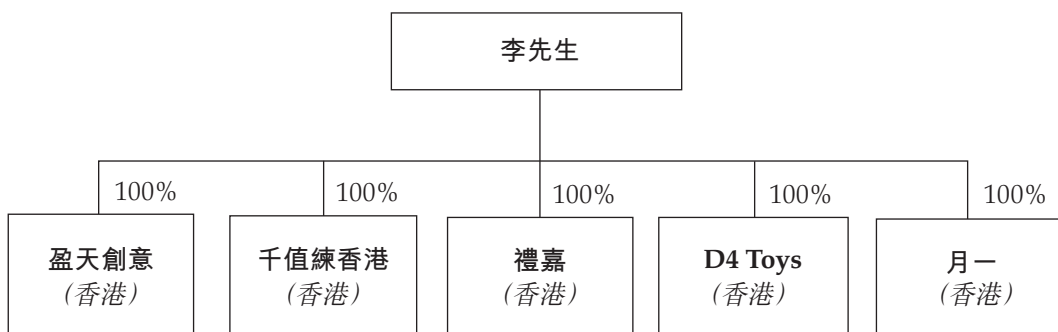 李先生
100% 100% 100% 100% 100%
盈天創意 千值練香港 禮嘉 D4 Toys 月一
(香港) (香港) (香港) (香港) (香港)